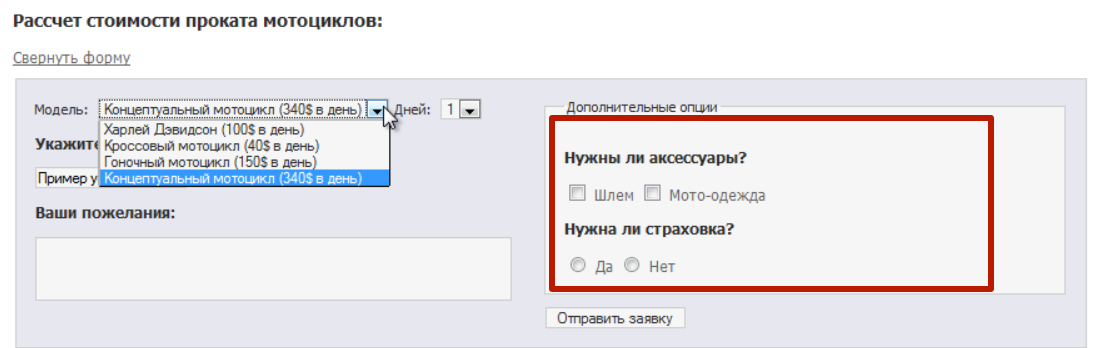 Рассчет стоимости проката мотоциклов:
Свернуть форму
Модель: Концептуальный мотоцикл (340$ в день) Дней: 1
Харлей Дэвидсон (100$ в день)
Кроссовый мотоцикл (40$ в день)
Гоночный мотоцикл (150$ в день)
Концептуальный мотоцикл (340$ в день)
Пример
Ваши пожелания:
Дополнительные опции
Нужны ли аксессуары?
Шлем Мото-одежда
Нужна ли страховка?
Да Нет
Отправить заявку